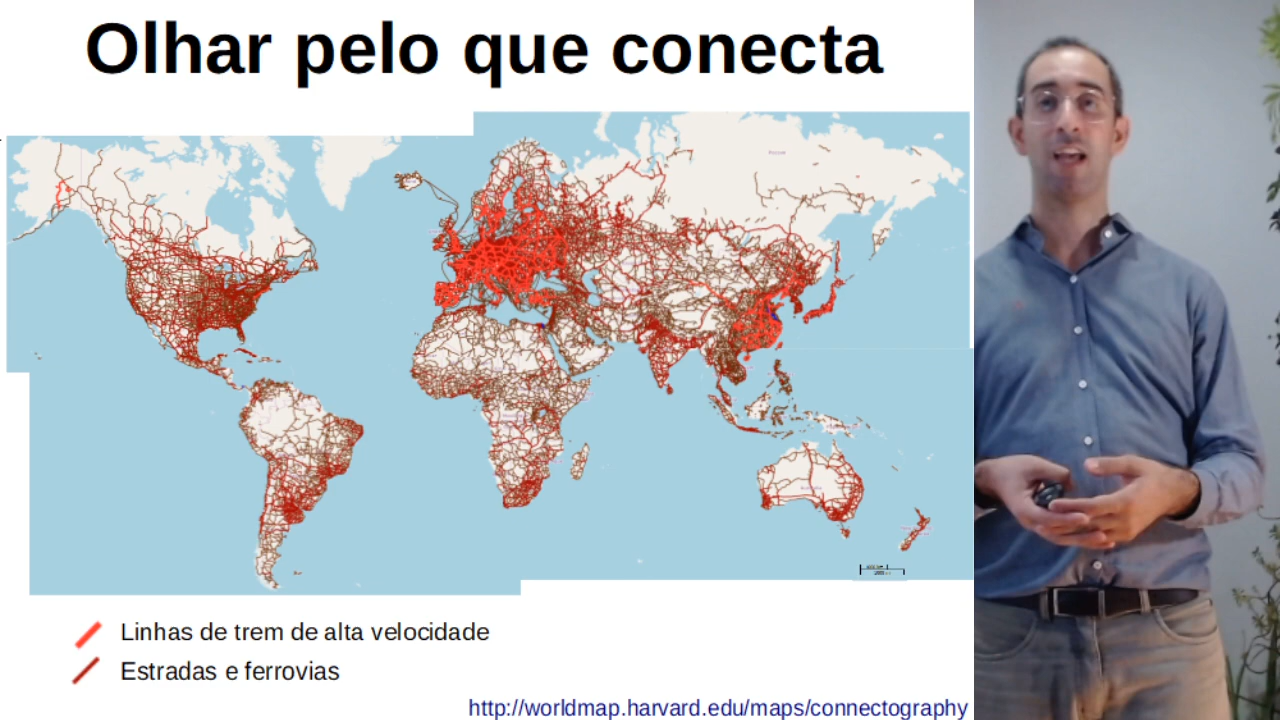 Olhar pelo que conecta
Linhas de trem de alta velocidade
Estradas e ferrovias
http://worldmap.harvard.edu/maps/connectography